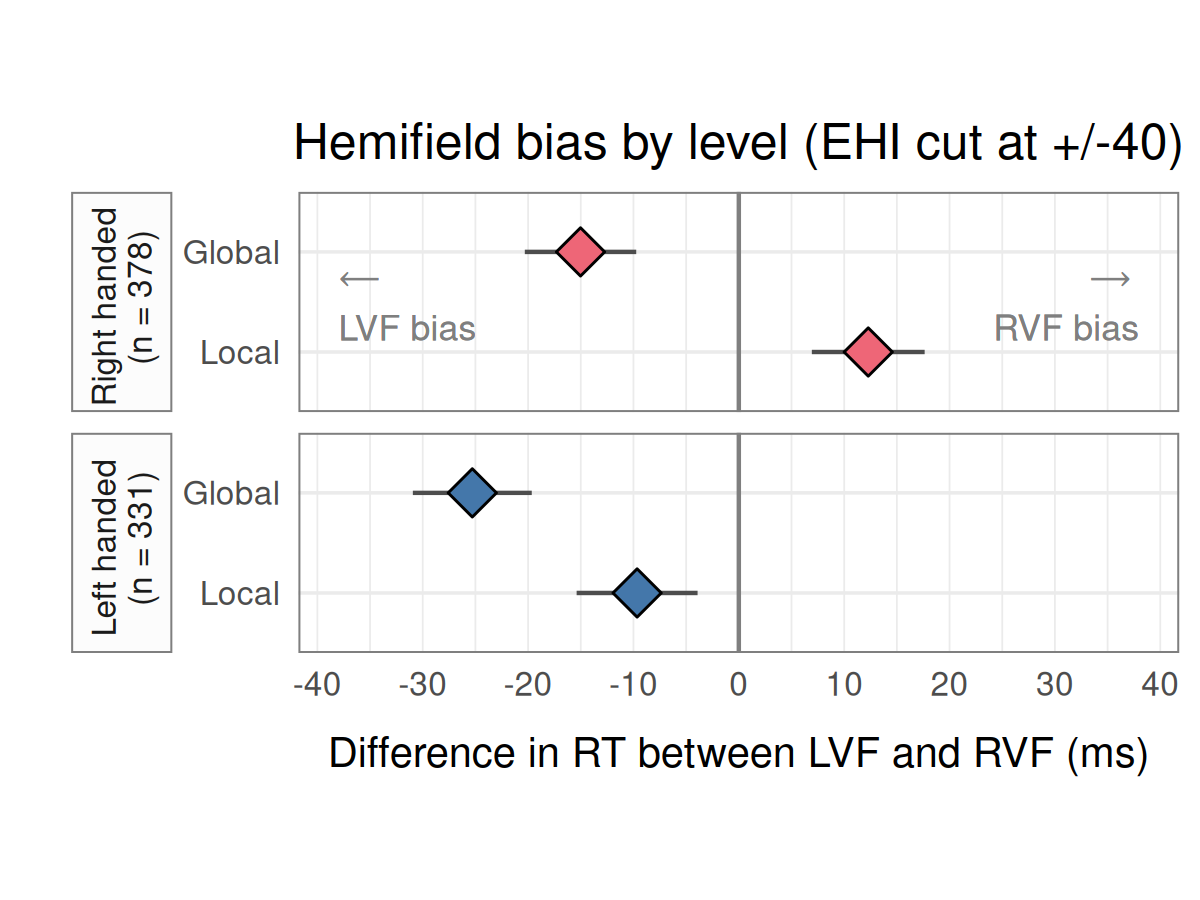 Hemifield bias by level (EHI cut at +/-40)
Right handed
(n = 378)
Global
Local
← →
LVF bias RVF bias
Left handed
(n = 331)
Global
Local
-40 -30 -20 -10 0 10 20 30 40
Difference in RT between LVF and RVF (ms)